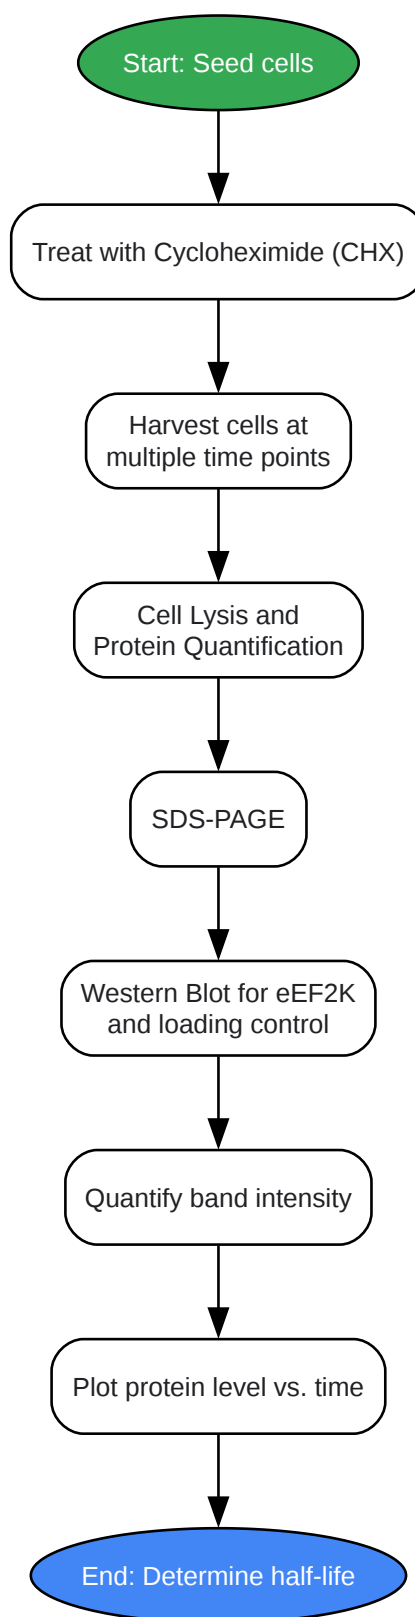 Start: Seed cells
Treat with Cycloheximide (CHX)
Harvest cells at
multiple time points
Cell Lysis and
Protein Quantification
SDS-PAGE
Western Blot for eEF2K
and loading control
Quantify band intensity
Plot protein level vs. time
End: Determine half-life